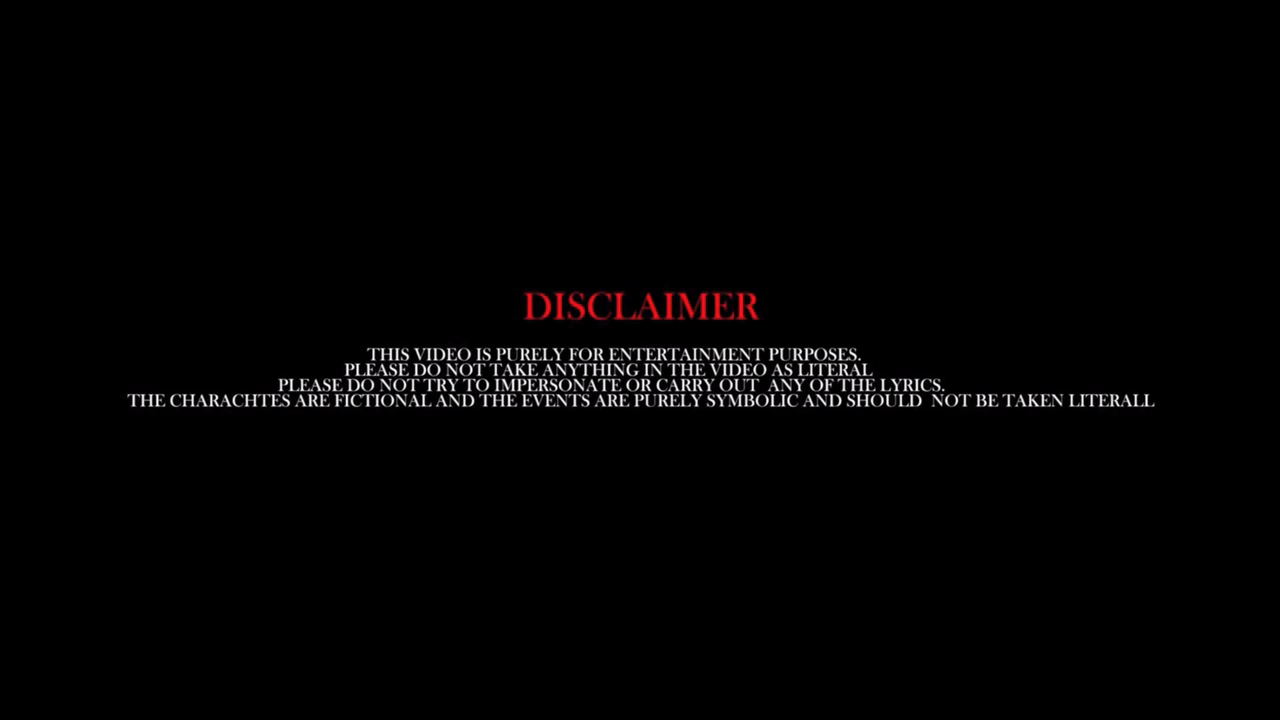 DISCLAIMER
THIS VIDEO IS PURELY FOR ENTERTAINMENT PURPOSES.
PLEASE DO NOT TAKE ANYTHING IN THE VIDEO AS LITERAL
PLEASE DO NOT TRY TO IMPERSONATE OR CARRY OUT  ANY OF THE LYRICS.
THE CHARACHTES ARE FICTIONAL AND THE EVENTS ARE PURELY SYMBOLIC AND SHOULD  NOT BE TAKEN LITERALL